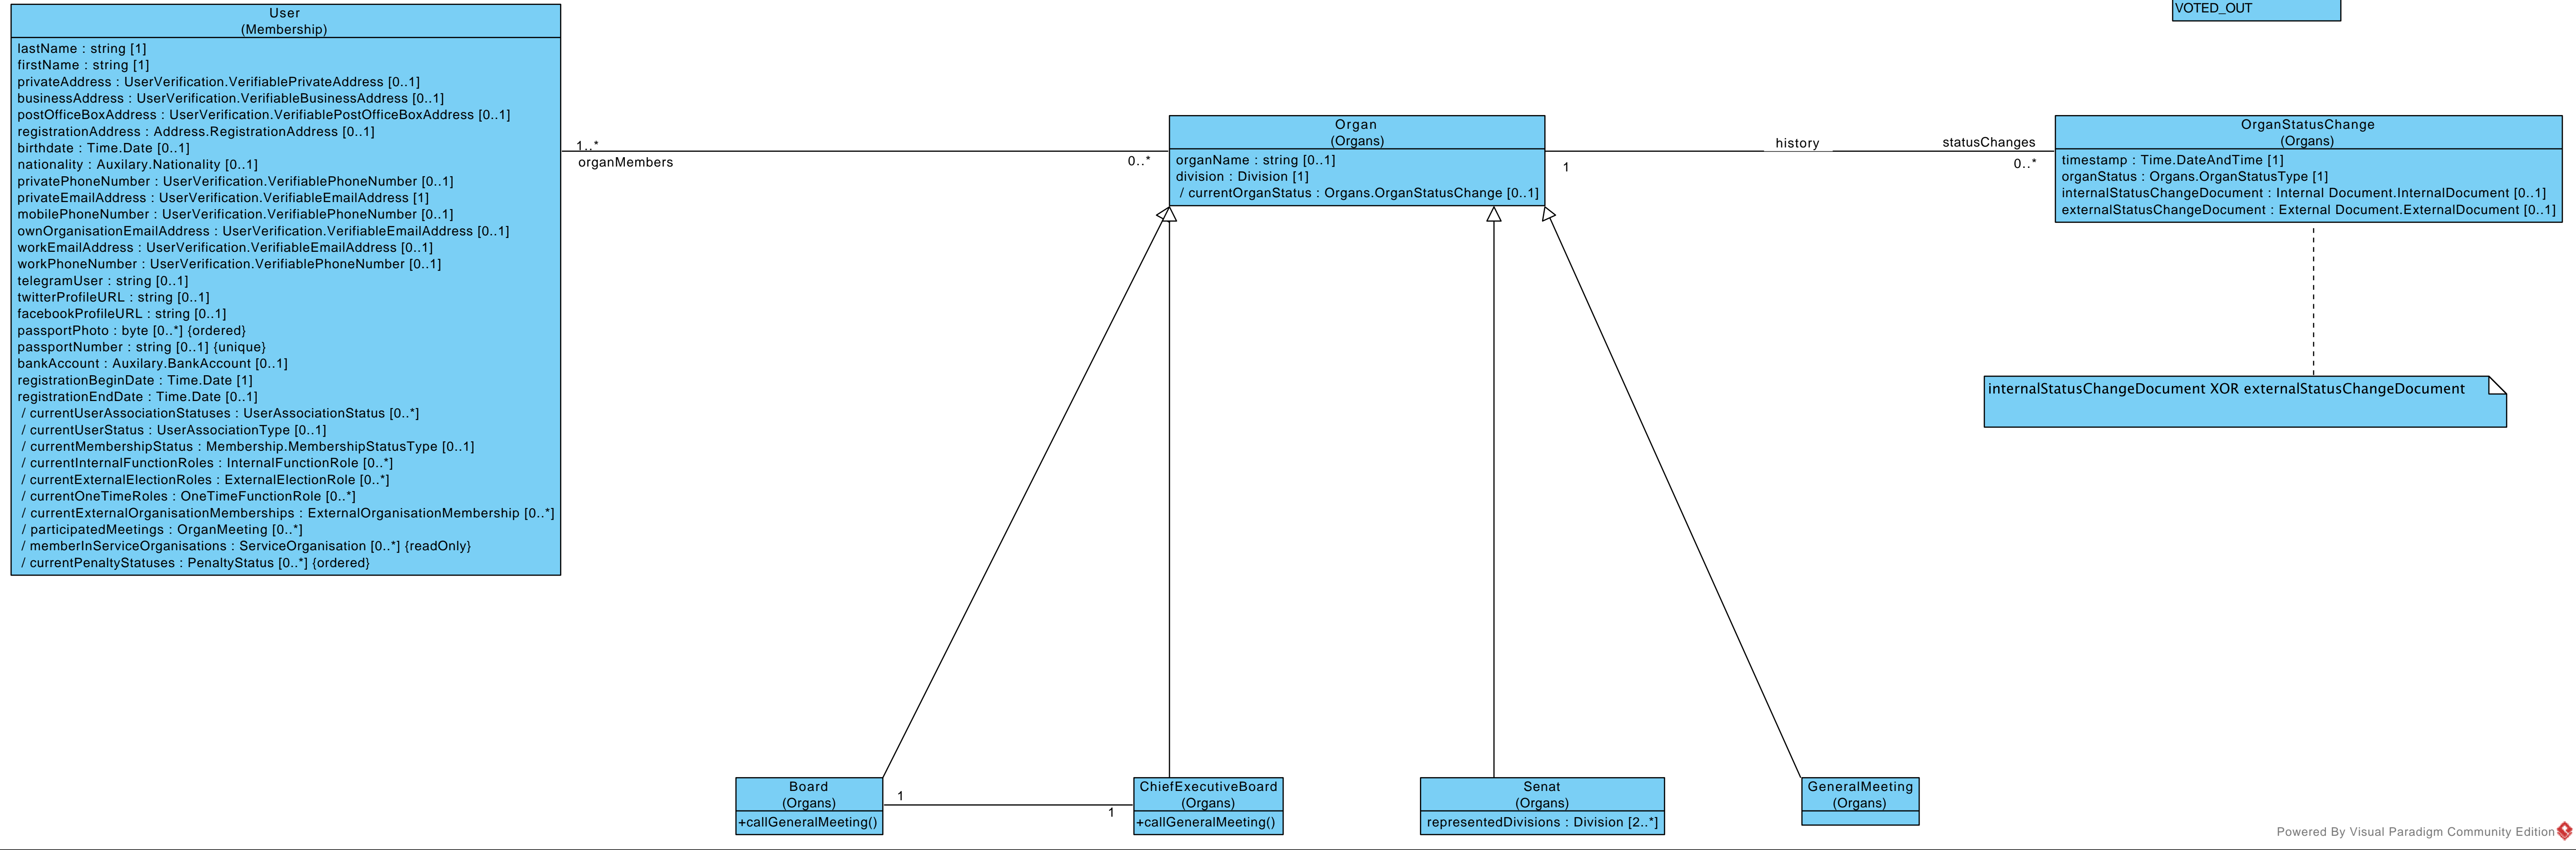 User
(Membership)
lastName : string [1]
firstName : string [1]
privateAddress : UserVerification.VerifiablePrivateAddress [0..1]
businessAddress : UserVerification.VerifiableBusinessAddress [0..1]
postOfficeBoxAddress : UserVerification.VerifiablePostOfficeBoxAddress [0..1]
registrationAddress : Address.RegistrationAddress [0..1]
birthdate : Time.Date [0..1]
nationality : Auxilary.Nationality [0..1]
privatePhoneNumber : UserVerification.VerifiablePhoneNumber [0..1]
privateEmailAddress : UserVerification.VerifiableEmailAddress [1]
mobilePhoneNumber : UserVerification.VerifiablePhoneNumber [0..1]
ownOrganisationEmailAddress : UserVerification.VerifiableEmailAddress [0..1]
workEmailAddress : UserVerification.VerifiableEmailAddress [0..1]
workPhoneNumber : UserVerification.VerifiablePhoneNumber [0..1]
telegramUser : string [0..1]
twitterProfileURL : string [0..1]
facebookProfileURL : string [0..1]
passportPhoto : byte [0..*] {ordered}
passportNumber : string [0..1] {unique}
bankAccount : Auxilary.BankAccount [0..1]
registrationBeginDate : Time.Date [1]
registrationEndDate : Time.Date [0..1]
/ currentUserAssociationStatuses : UserAssociationStatus [0..*]
/ currentUserStatus : UserAssociationType [0..1]
/ currentMembershipStatus : Membership.MembershipStatusType [0..1]
/ currentInternalFunctionRoles : InternalFunctionRole [0..*]
/ currentExternalElectionRoles : ExternalElectionRole [0..*]
/ currentOneTimeRoles : OneTimeFunctionRole [0..*]
/ currentExternalOrganisationMemberships : ExternalOrganisationMembership [0..*]
/ participatedMeetings : OrganMeeting [0..*]
/ memberInServiceOrganisations : ServiceOrganisation [0..*] {readOnly}
/ currentPenaltyStatuses : PenaltyStatus [0..*] {ordered}
1..*
organMembers
0..*
Organ
(Organs)
organName : string [0..1]
division : Division [1]
/ currentOrganStatus : Organs.OrganStatusChange [0..1]
1
history
statusChanges
0..*
VOTED_OUT
OrganStatusChange
(Organs)
timestamp : Time.DateAndTime [1]
organStatus : Organs.OrganStatusType [1]
internalStatusChangeDocument : Internal Document.InternalDocument [0..1]
externalStatusChangeDocument : External Document.ExternalDocument [0..1]
internalStatusChangeDocument XOR externalStatusChangeDocument
Board
(Organs)
+callGeneralMeeting()
1
1
ChiefExecutiveBoard
(Organs)
+callGeneralMeeting()
Senat
(Organs)
representedDivisions : Division [2..*]
GeneralMeeting
(Organs)
Powered By Visual Paradigm Community Edition